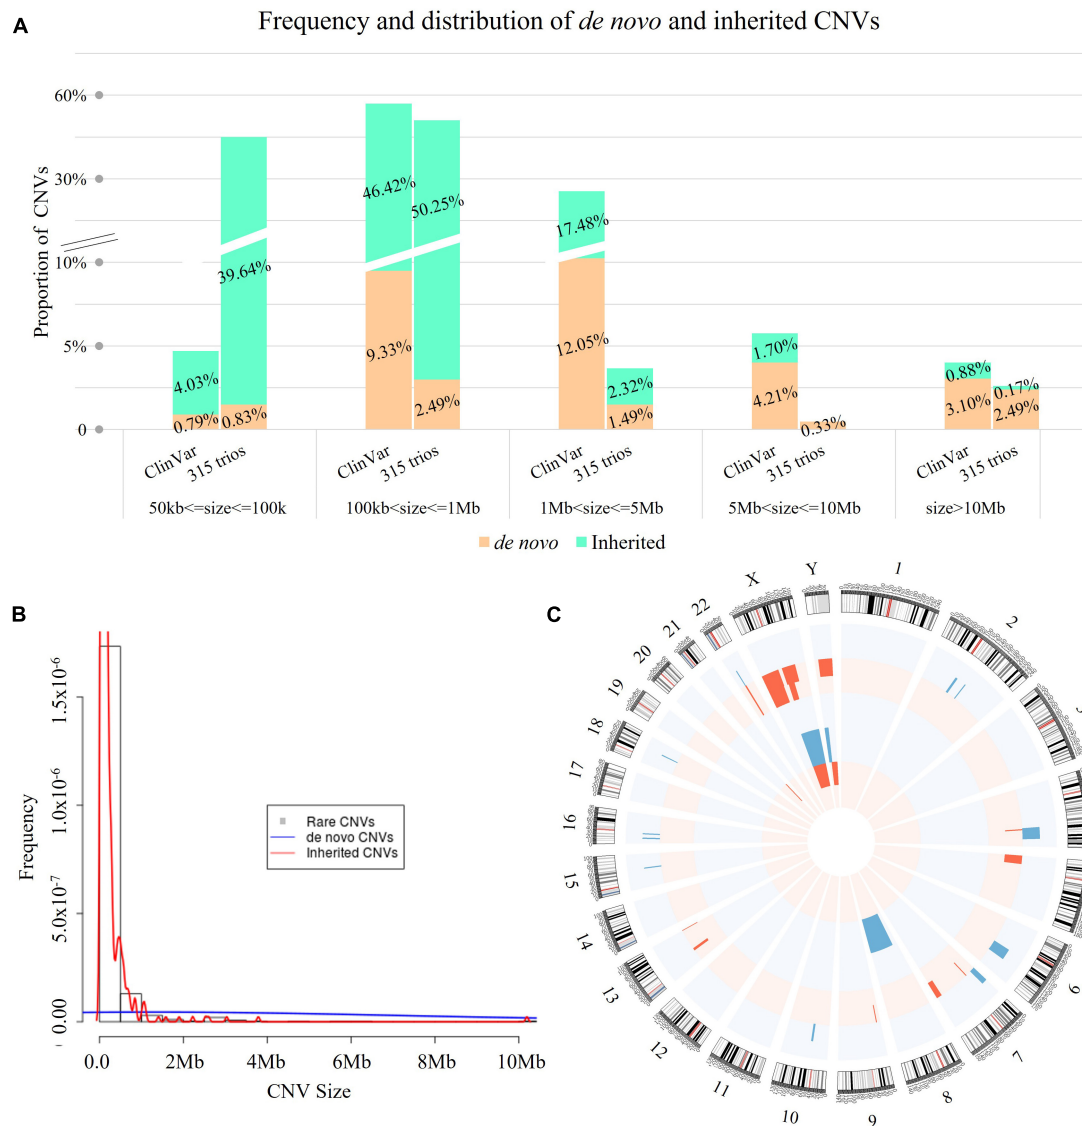 A
Frequency and distribution of de novo and inherited CNVs
Proportion of CNVs
60%
30%
10%
5%
0
4.03%
0.79%
39.64%
0.83%
46.42%
9.33%
50.25%
2.49%
17.48%
12.05%
2.32%
1.49%
1.70%
4.21%
0.33%
0.88%
3.10%
0.17%
2.49%
ClinVar 315 trios ClinVar 315 trios ClinVar 315 trios ClinVar 315 trios ClinVar 315 trios
50kb<=size<=100k 100kb<size<=1Mb 1Mb<size<=5Mb 5Mb<size<=10Mb size>10Mb
de novo Inherited
B
Frequency
1.5x10-6
1.0x10-6
5.0x10-7
0.00
Rare CNVs
de novo CNVs
Inherited CNVs
0.0 2Mb 4Mb 6Mb 8Mb 10Mb
CNV Size
C
1
2
6
7
8
9
10
11
12
13
14
15
16
17
18
19
20
21
22
X
Y